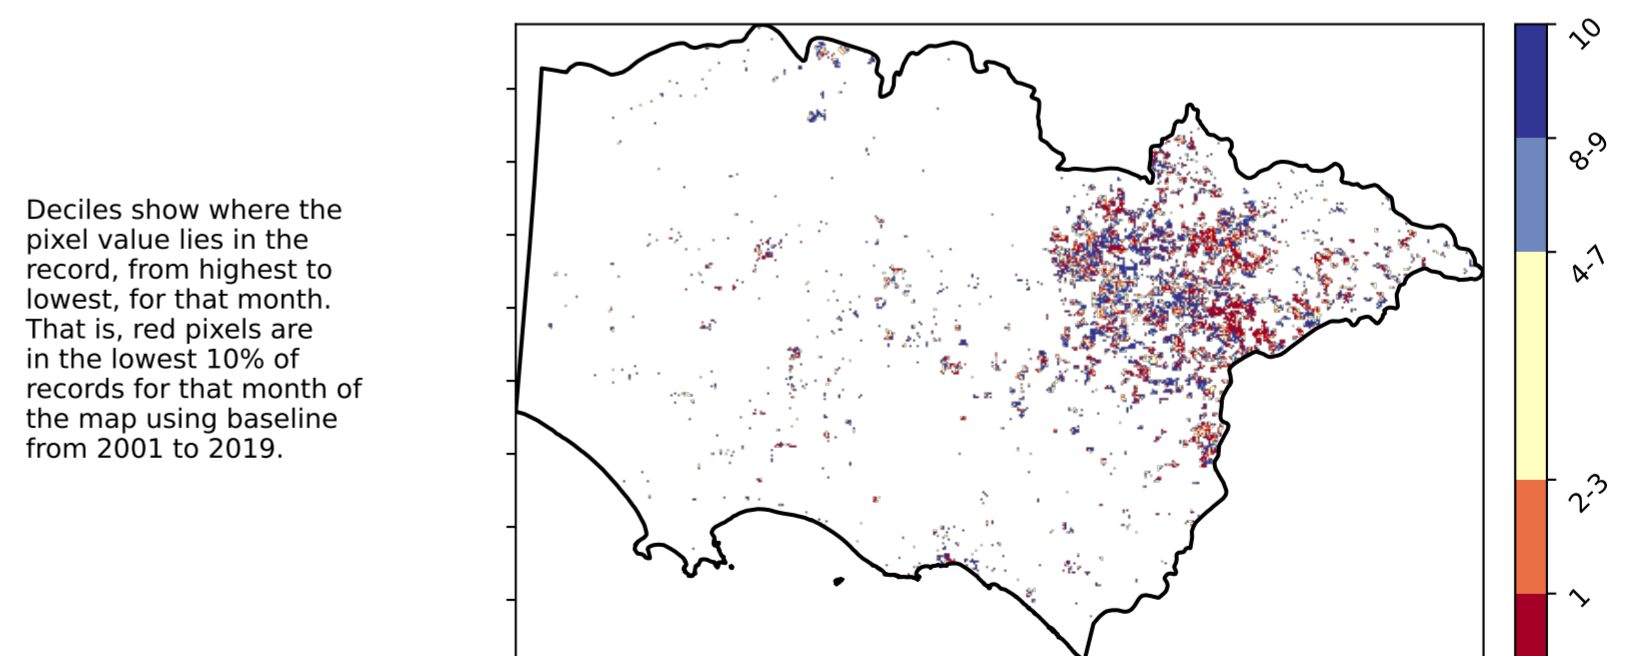 Deciles show where the
pixel value lies in the
record, from highest to
lowest, for that month.
That is, red pixels are
in the lowest 10% of
records for that month of
the map using baseline
from 2001 to 2019.
10
8-9
4-7
2-3
1